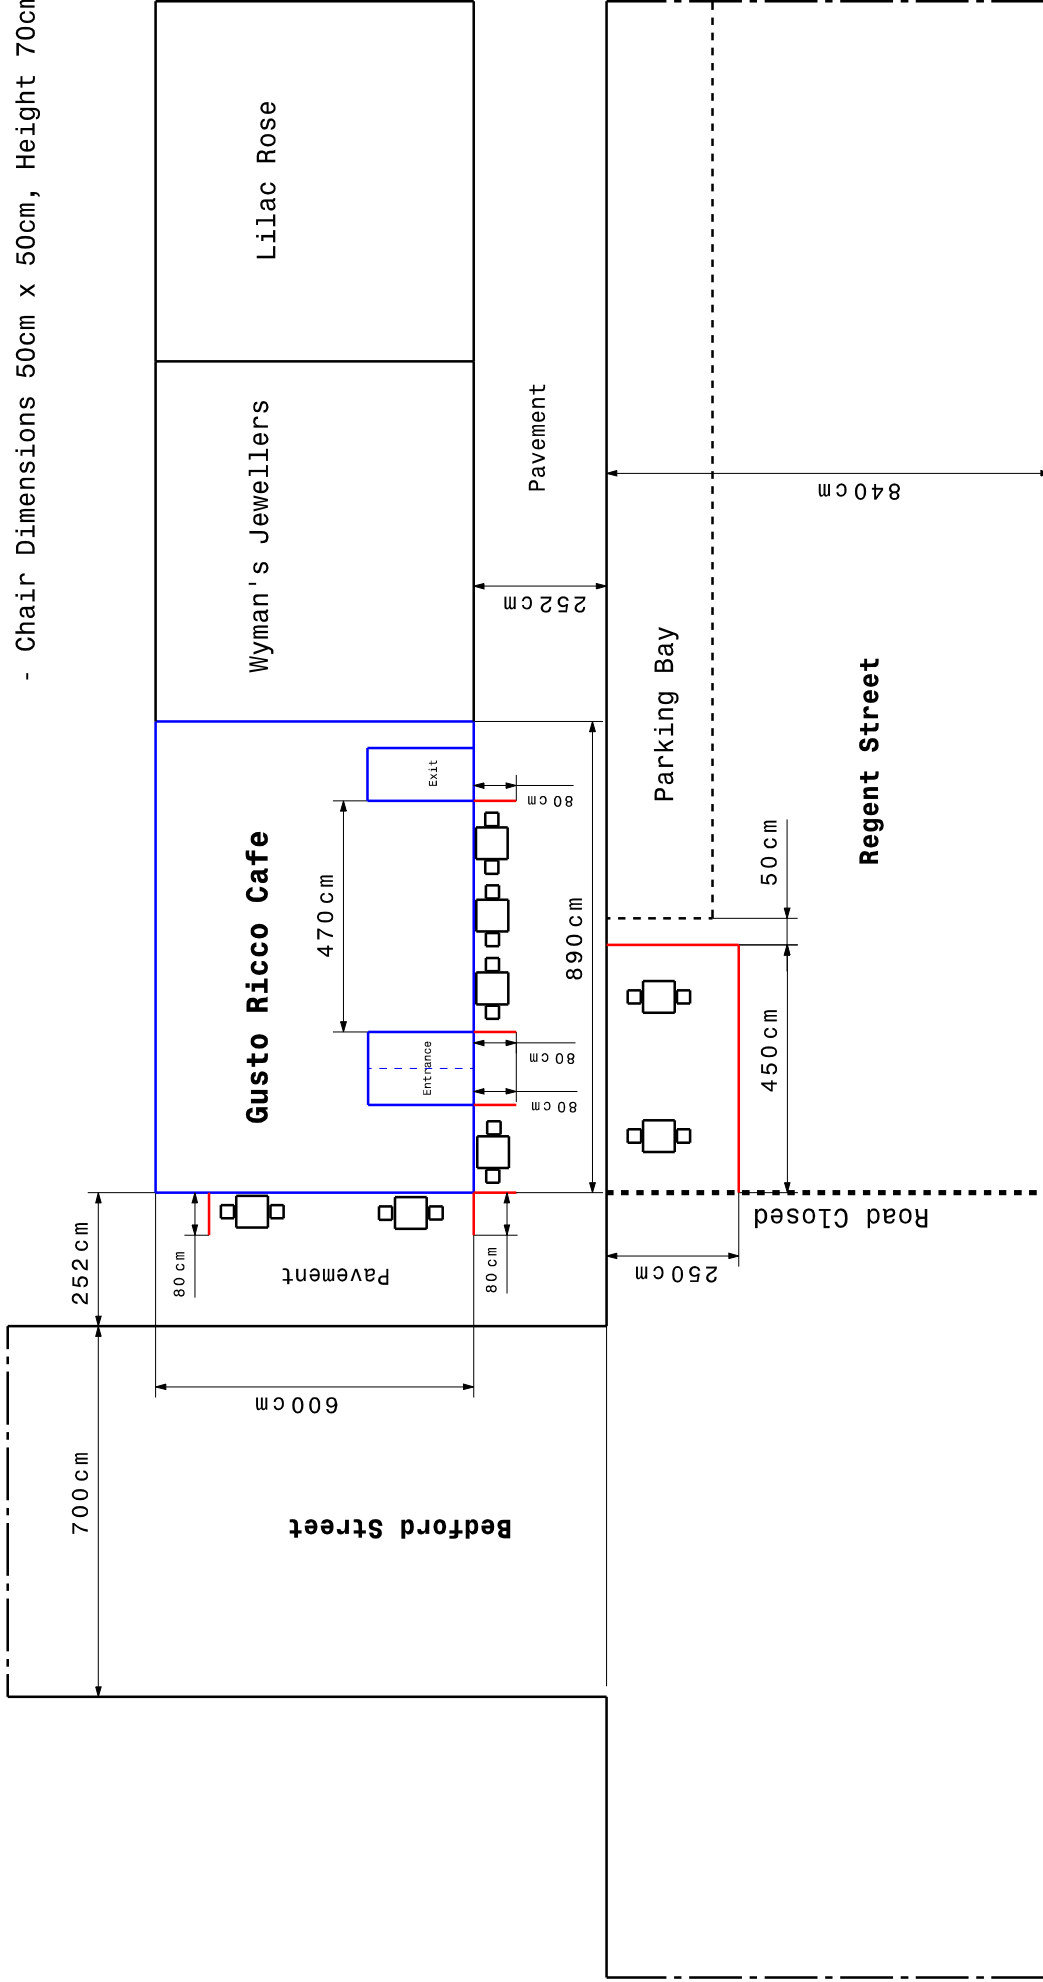 - Chair Dimensions 50cm x 50cm, Height 70cm
Lilac Rose
Wyman's Jewellers
Pavement
840cm
252cm
Parking Bay
Regent Street
Exit
80cm
Gusto Ricco Cafe
470cm
890cm
50cm
Entrance
80cm
80cm
450cm
Road Closed
250cm
252cm
80cm
Pavement
80cm
600cm
700cm
Bedford Street